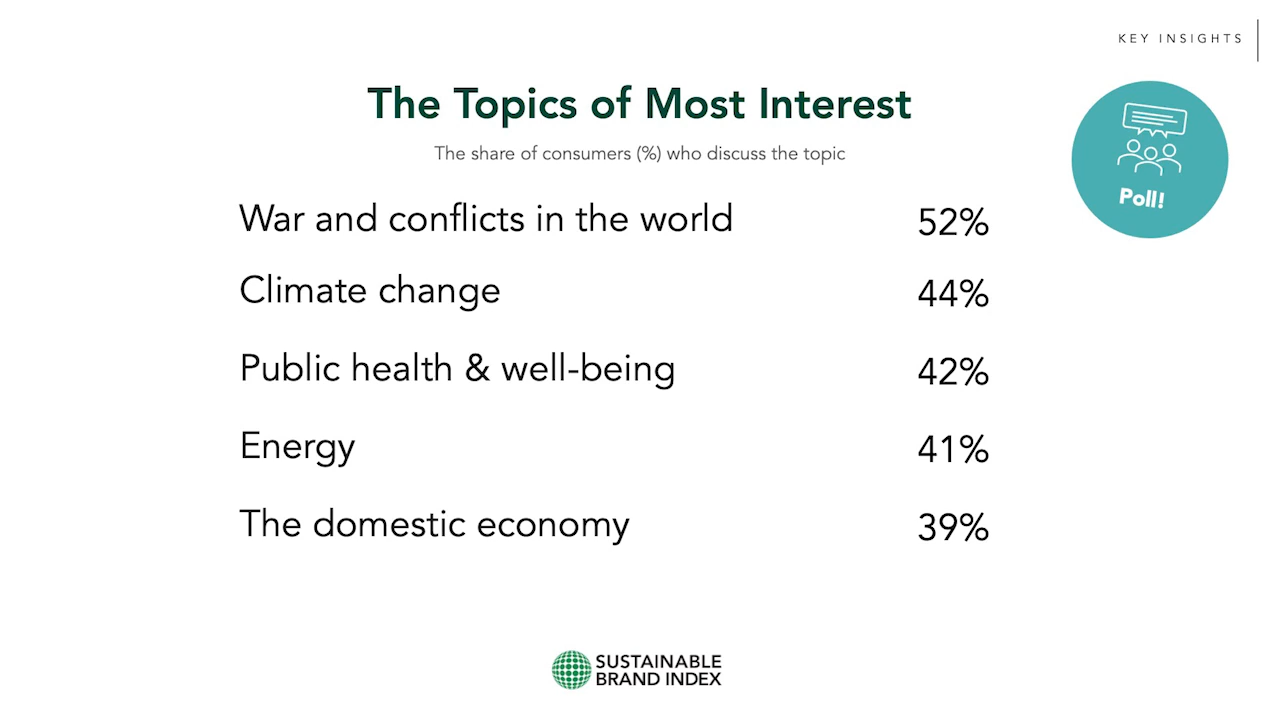 KEY INSIGHTS
The Topics of Most Interest
The share of consumers (%) who discuss the topic
Poll!
War and conflicts in the world 52%
Climate change 44%
Public health & well-being 42%
Energy 41%
The domestic economy 39%
SUSTAINABLE
BRAND INDEX